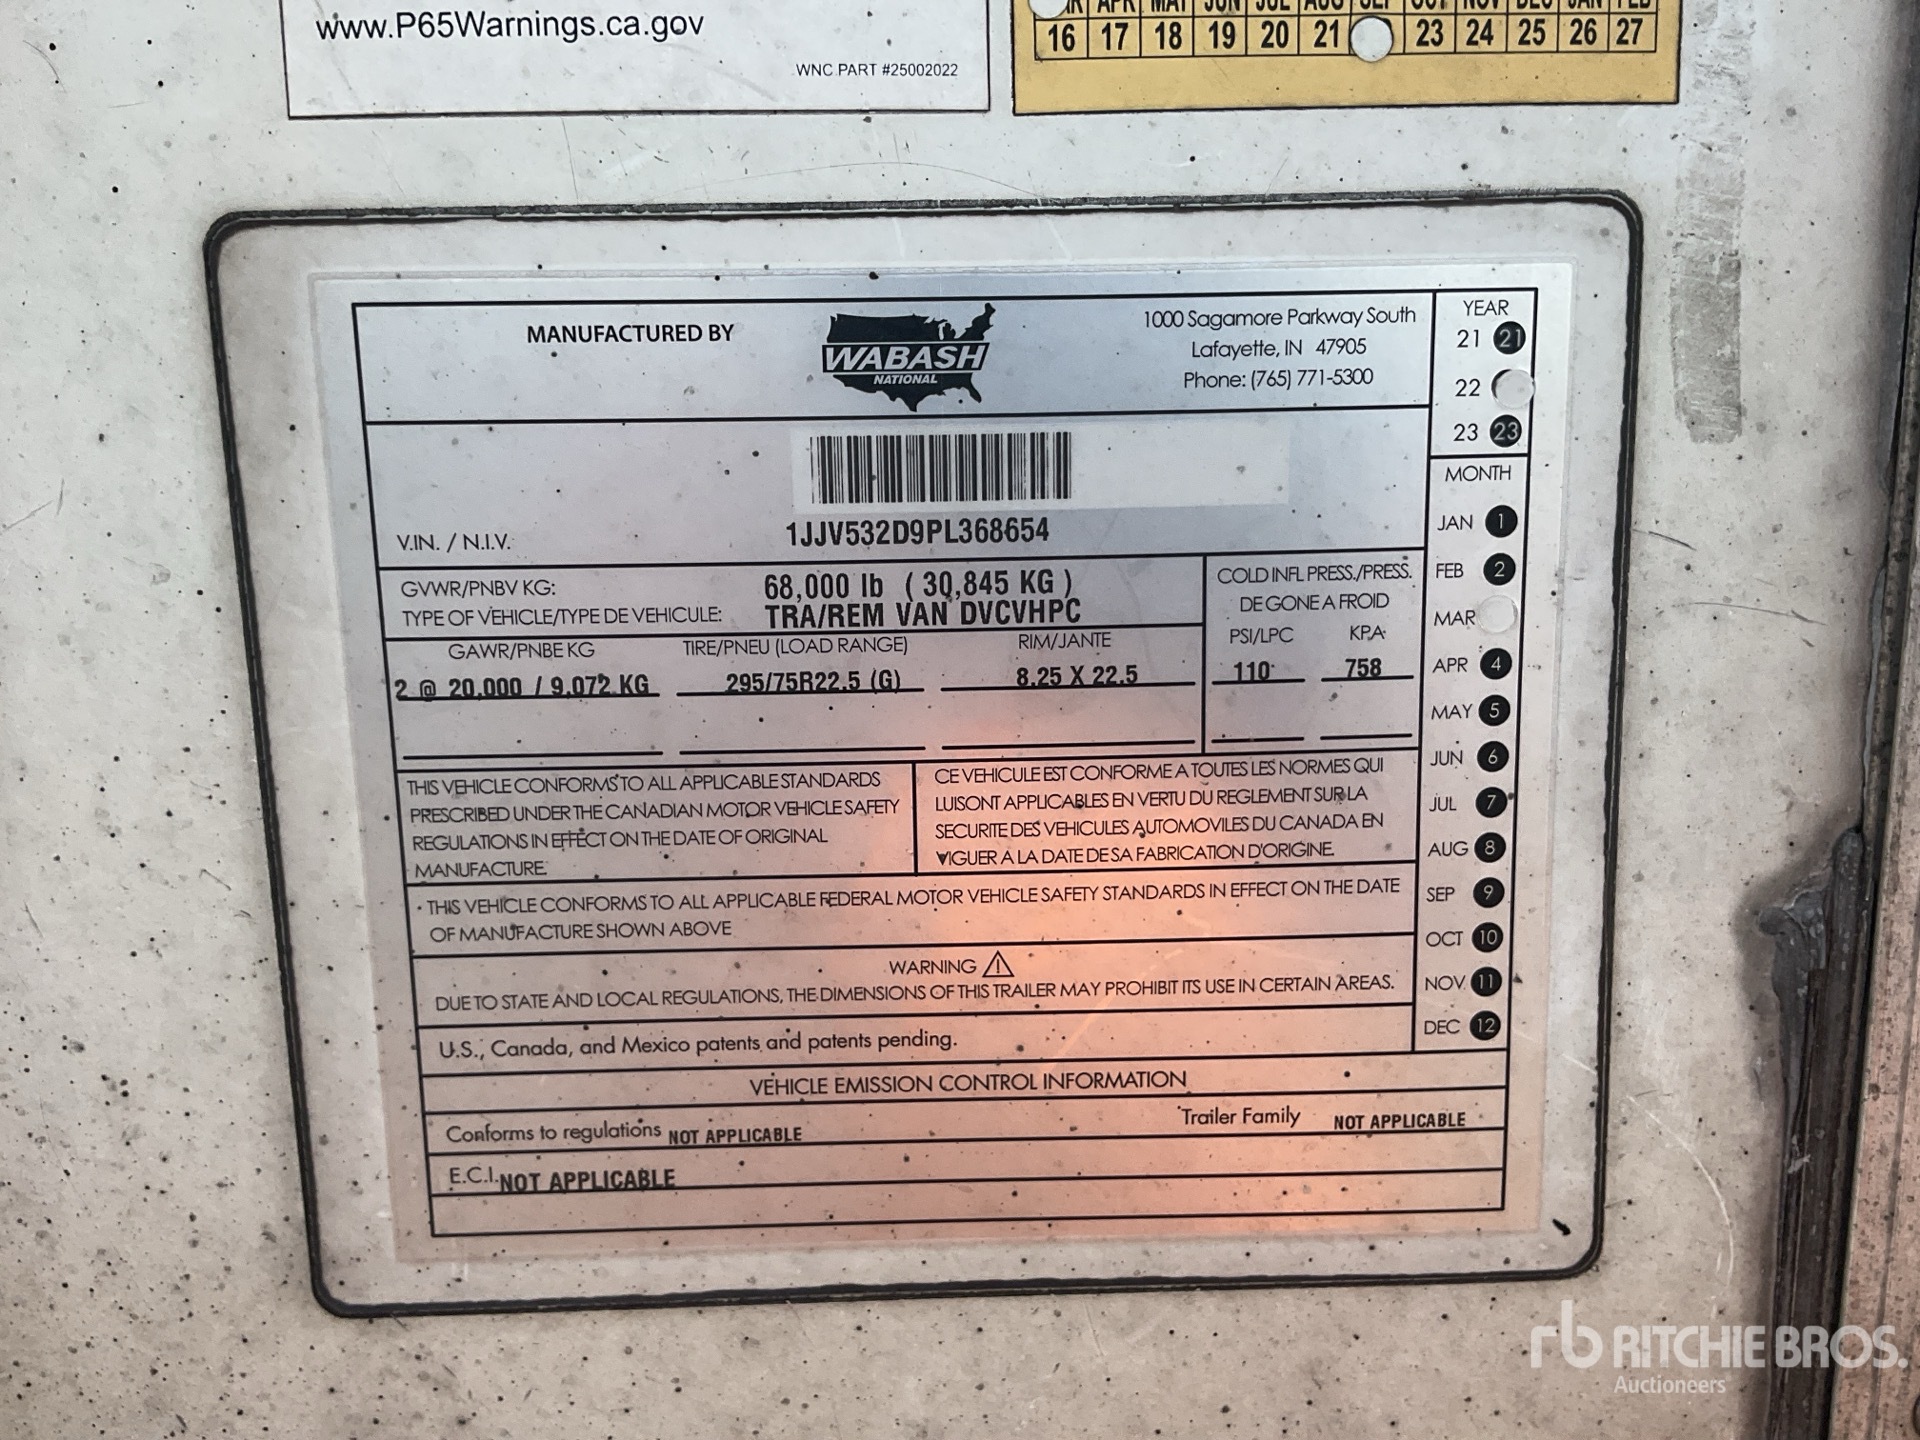 www.P65Warnings.ca.gov
WNC PART #25002022
APR MAY JUN JUL AUG SEP OCT NOV DEC JAN FEB
16 17 18 19 20 21 23 24 25 26 27
MANUFACTURED BY
WABASH
NATIONAL
1000 Sagamore Parkway South
Lafayette, IN 47905
Phone: (765) 771-5300
YEAR
21 21
22
23 23
V.IN. / N.I.V.
1JJV532D9PL368654
GVWR/PNBV KG: 68,000 lb ( 30,845 KG )
TYPE OF VEHICLE/TYPE DE VEHICULE: TRA/REM VAN DVCVHPC
COLD INFL PRESS./PRESS.
DE GONE A FROID
PSI/LPC KPA
GAWR/PNBE KG TIRE/PNEU (LOAD RANGE) RIM/JANTE
2 @ 20,000 / 9,072 KG 295/75R22.5 (G) 8.25 X 22.5 110 758
THIS VEHICLE CONFORMS TO ALL APPLICABLE STANDARDS
PRESCRIBED UNDER THE CANADIAN MOTOR VEHICLE SAFETY
REGULATIONS IN EFFECT ON THE DATE OF ORIGINAL
MANUFACTURE.
CE VEHICULE EST CONFORME A TOUTES LES NORMES QUI
LUISONT APPLICABLES EN VERTU DU REGLEMENT SUR LA
SECURITE DES VEHICULES AUTOMOVILES DU CANADA EN
VIGUER A LA DATE DE SA FABRICATION D'ORIGINE.
THIS VEHICLE CONFORMS TO ALL APPLICABLE FEDERAL MOTOR VEHICLE SAFETY STANDARDS IN EFFECT ON THE DATE
OF MANUFACTURE SHOWN ABOVE
WARNING
DUE TO STATE AND LOCAL REGULATIONS, THE DIMENSIONS OF THIS TRAILER MAY PROHIBIT ITS USE IN CERTAIN AREAS.
U.S., Canada, and Mexico patents and patents pending.
MONTH
JAN 1
FEB 2
MAR
APR 4
MAY 5
JUN 6
JUL 7
AUG 8
SEP 9
OCT 10
NOV 11
DEC 12
VEHICLE EMISSION CONTROL INFORMATION
Conforms to regulations NOT APPLICABLE Trailer Family NOT APPLICABLE
E.C.I. NOT APPLICABLE
rb RITCHIE BROS.
Auctioneers